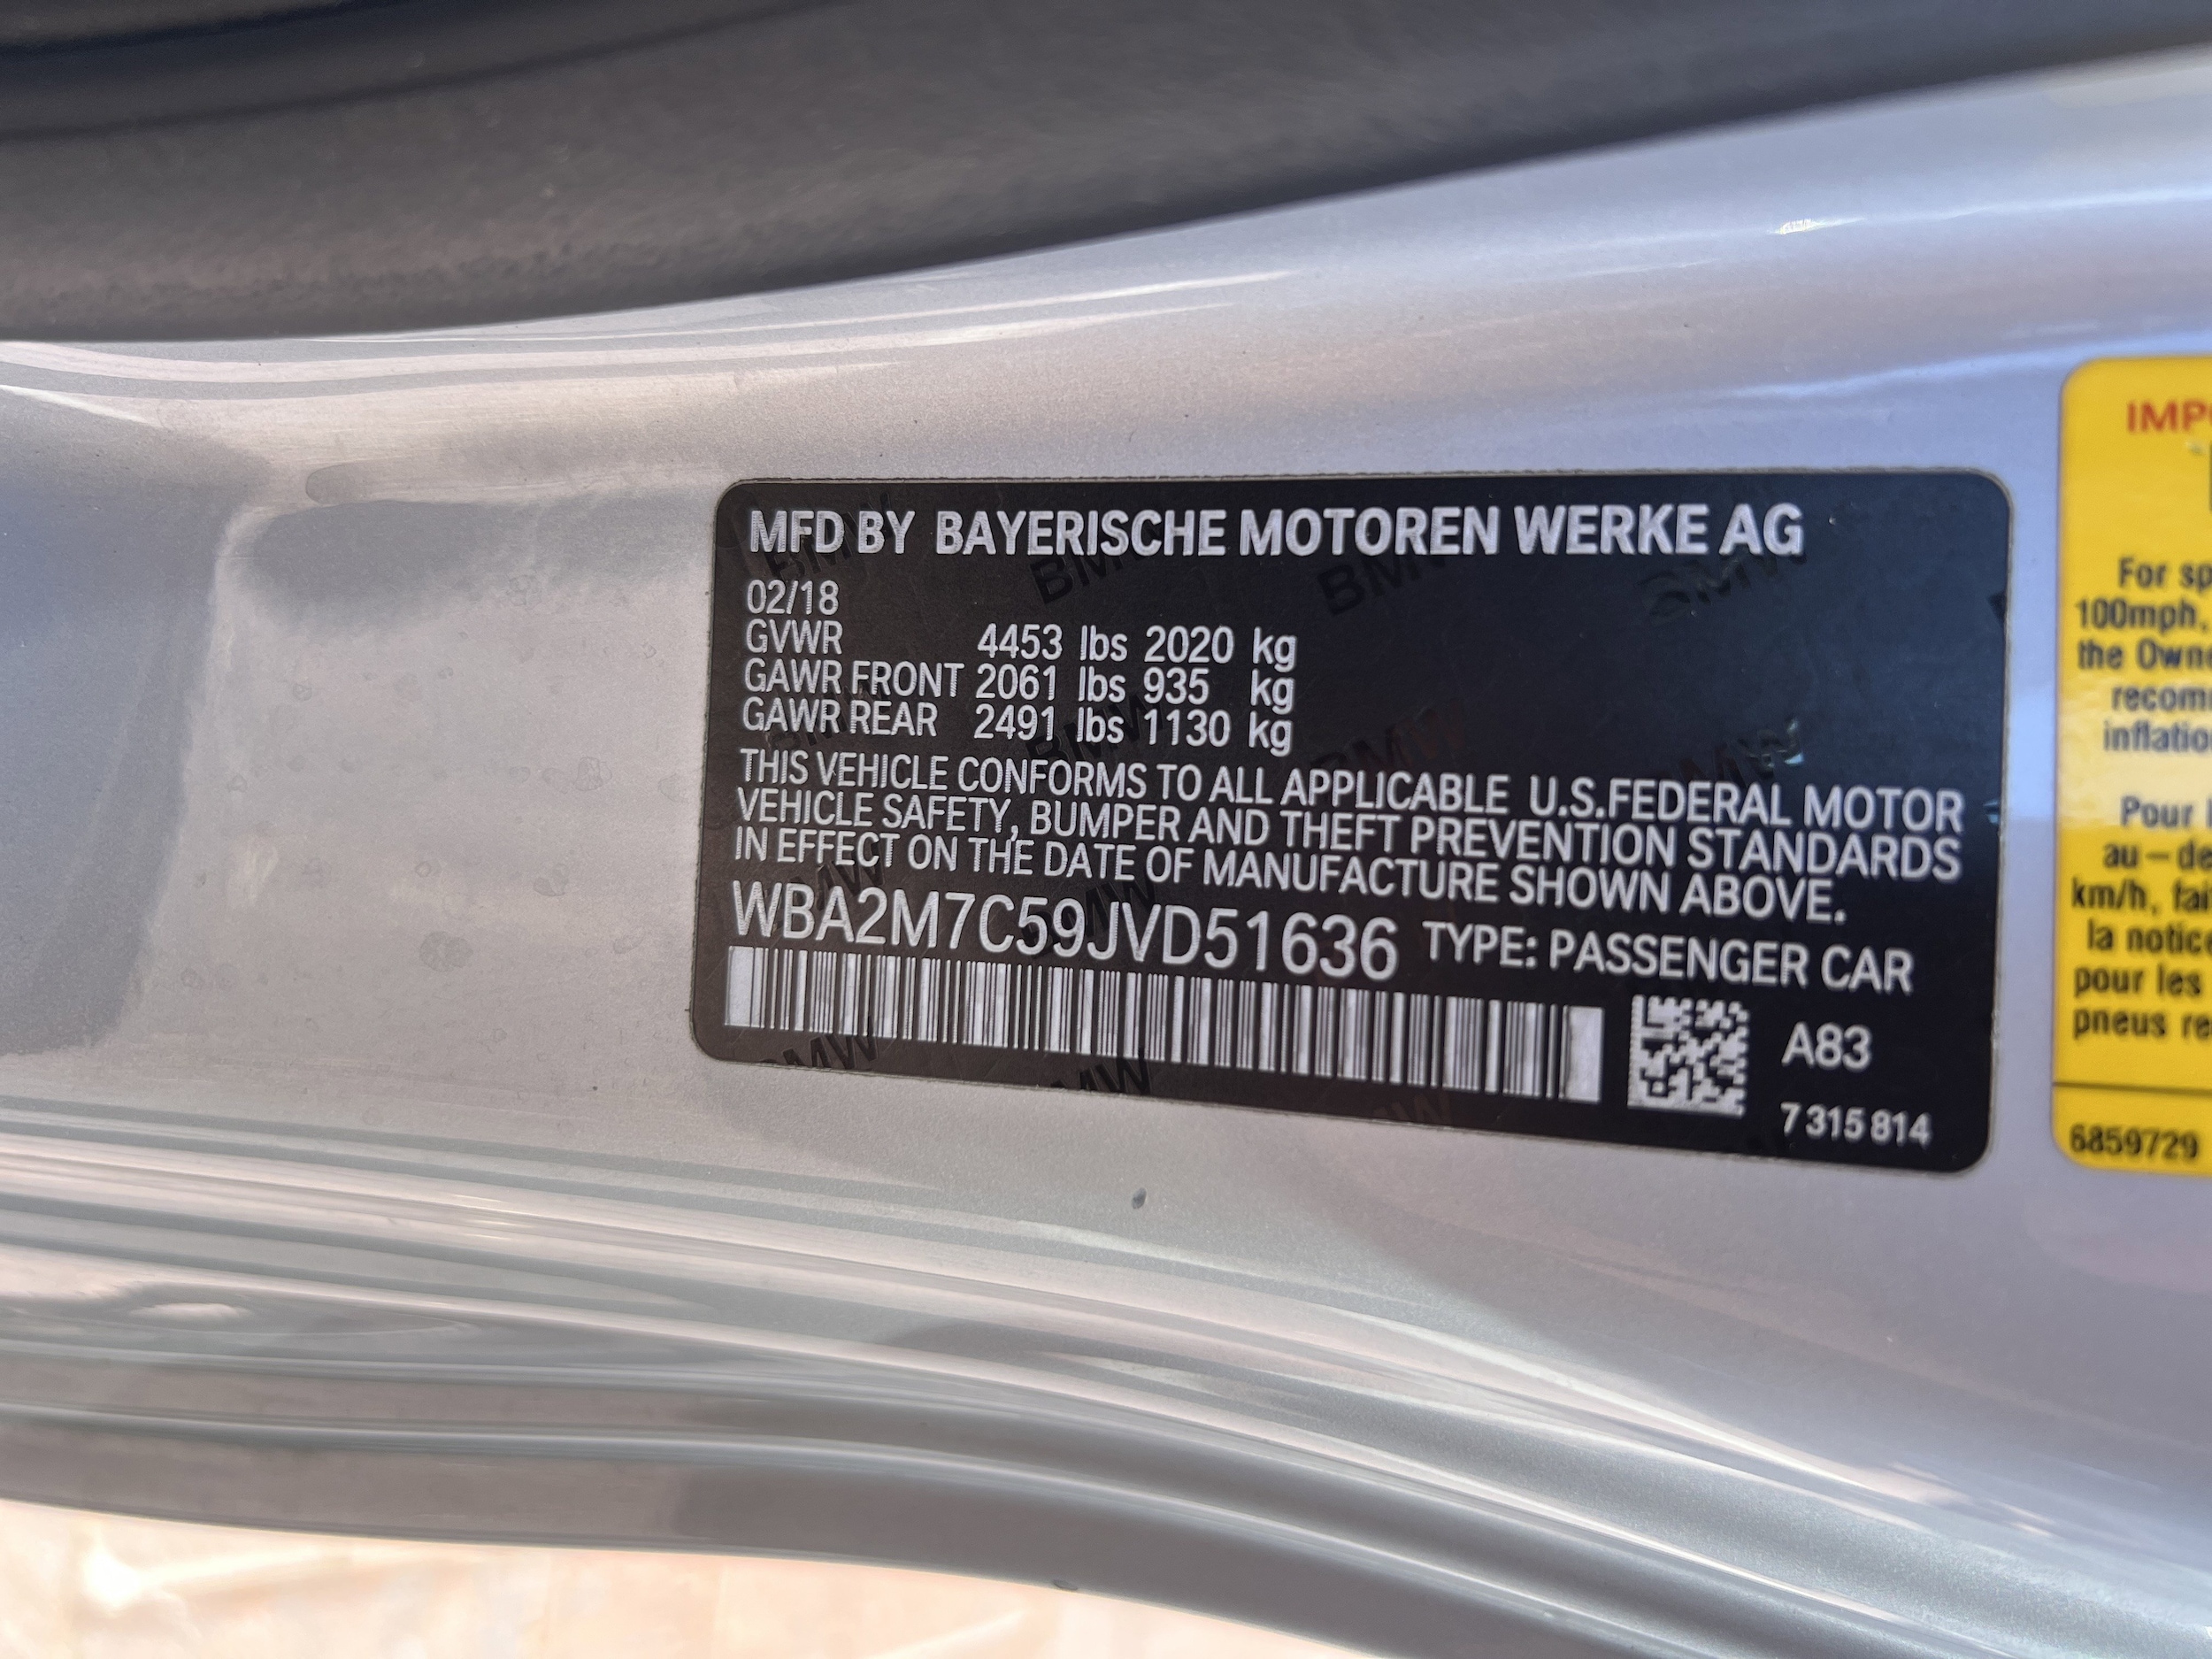 MFD BY BAYERISCHE MOTOREN WERKE AG
02/18
GVWR 4453 lbs 2020 kg
GAWR FRONT 2061 lbs 935 kg
GAWR REAR 2491 lbs 1130 kg
THIS VEHICLE CONFORMS TO ALL APPLICABLE U.S.FEDERAL MOTOR
VEHICLE SAFETY, BUMPER AND THEFT PREVENTION STANDARDS
IN EFFECT ON THE DATE OF MANUFACTURE SHOWN ABOVE.
WBA2M7C59JVD51636 TYPE: PASSENGER CAR
A83
7 315 814
IMP
For sp
100mph,
the Owne
recom
inflatio
Pour
au-de
km/h, fai
la notic
pour les
pneus re
6859729